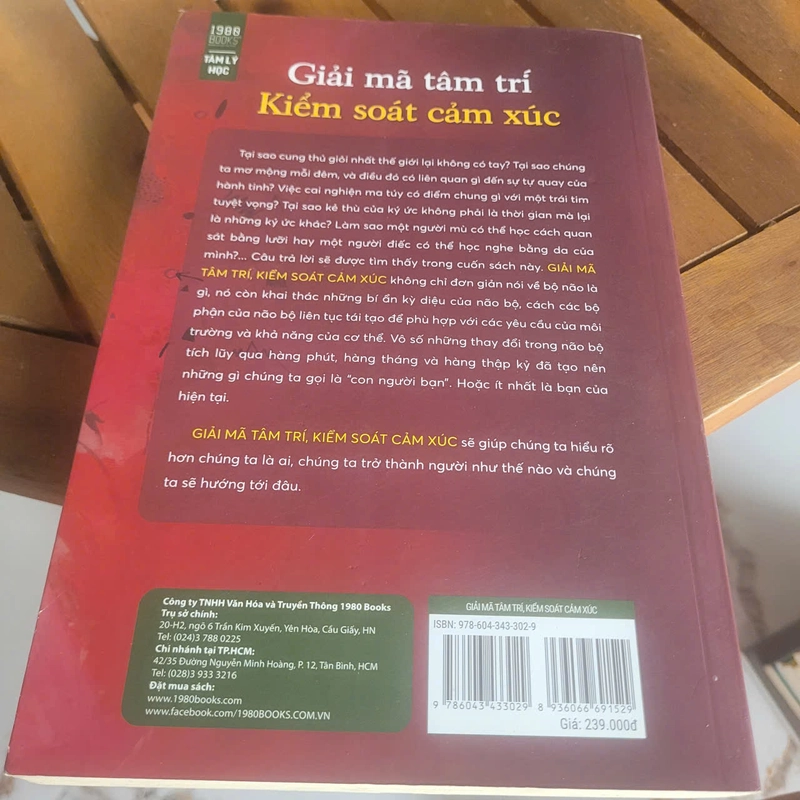 1980
BOOKS
TÂM LÝ
HỌC
Giải mã tâm trí
Kiểm soát cảm xúc
Tại sao cung thủ giỏi nhất thế giới lại không có tay? Tại sao chúng
ta mơ mộng mỗi đêm, và điều đó có liên quan gì đến sự tự quay của
hành tinh? Việc cai nghiện ma túy có điểm chung gì với một trái tim
tuyệt vọng? Tại sao kẻ thù của ký ức không phải là thời gian mà lại
là những ký ức khác? Làm sao một người mù có thể học cách quan
sát bằng lưỡi hay một người điếc có thể học nghe bằng da của
mình?... Câu trả lời sẽ được tìm thấy trong cuốn sách này. GIẢI MÃ
TÂM TRÍ, KIỂM SOÁT CẢM XÚC không chỉ đơn giản nói về bộ não là
gì, nó còn khai thác những bí ẩn kỳ diệu của não bộ, cách các bộ
phận của não bộ liên tục tái tạo để phù hợp với các yêu cầu của môi
trường và khả năng của cơ thể. Vô số những thay đổi trong não bộ
tích lũy qua hàng phút, hàng tháng và hàng thập kỷ đã tạo nên
những gì chúng ta gọi là "con người bạn". Hoặc ít nhất là bạn của
hiện tại.
GIẢI MÃ TÂM TRÍ, KIỂM SOÁT CẢM XÚC sẽ giúp chúng ta hiểu rõ
hơn chúng ta là ai, chúng ta trở thành người như thế nào và chúng
ta sẽ hướng tới đâu.
Công ty TNHH Văn Hóa và Truyền Thông 1980 Books
Trụ sở chính:
20-H2, ngõ 6 Trần Kim Xuyến, Yên Hòa, Cầu Giấy, HN
Tel: (024)3 788 0225
Chi nhánh tại TP.HCM:
42/35 Đường Nguyễn Minh Hoàng, P. 12, Tân Bình, HCM
Tel: (028)3 933 3216
Đặt mua sách:
www.1980books.com
www.facebook.com/1980BOOKS.COM.VN
GIẢI MÃ TÂM TRÍ, KIỂM SOÁT CẢM XÚC
ISBN: 978-604-343-302-9
9 786043 433029 8 936066 691529
Giá: 239.000đ